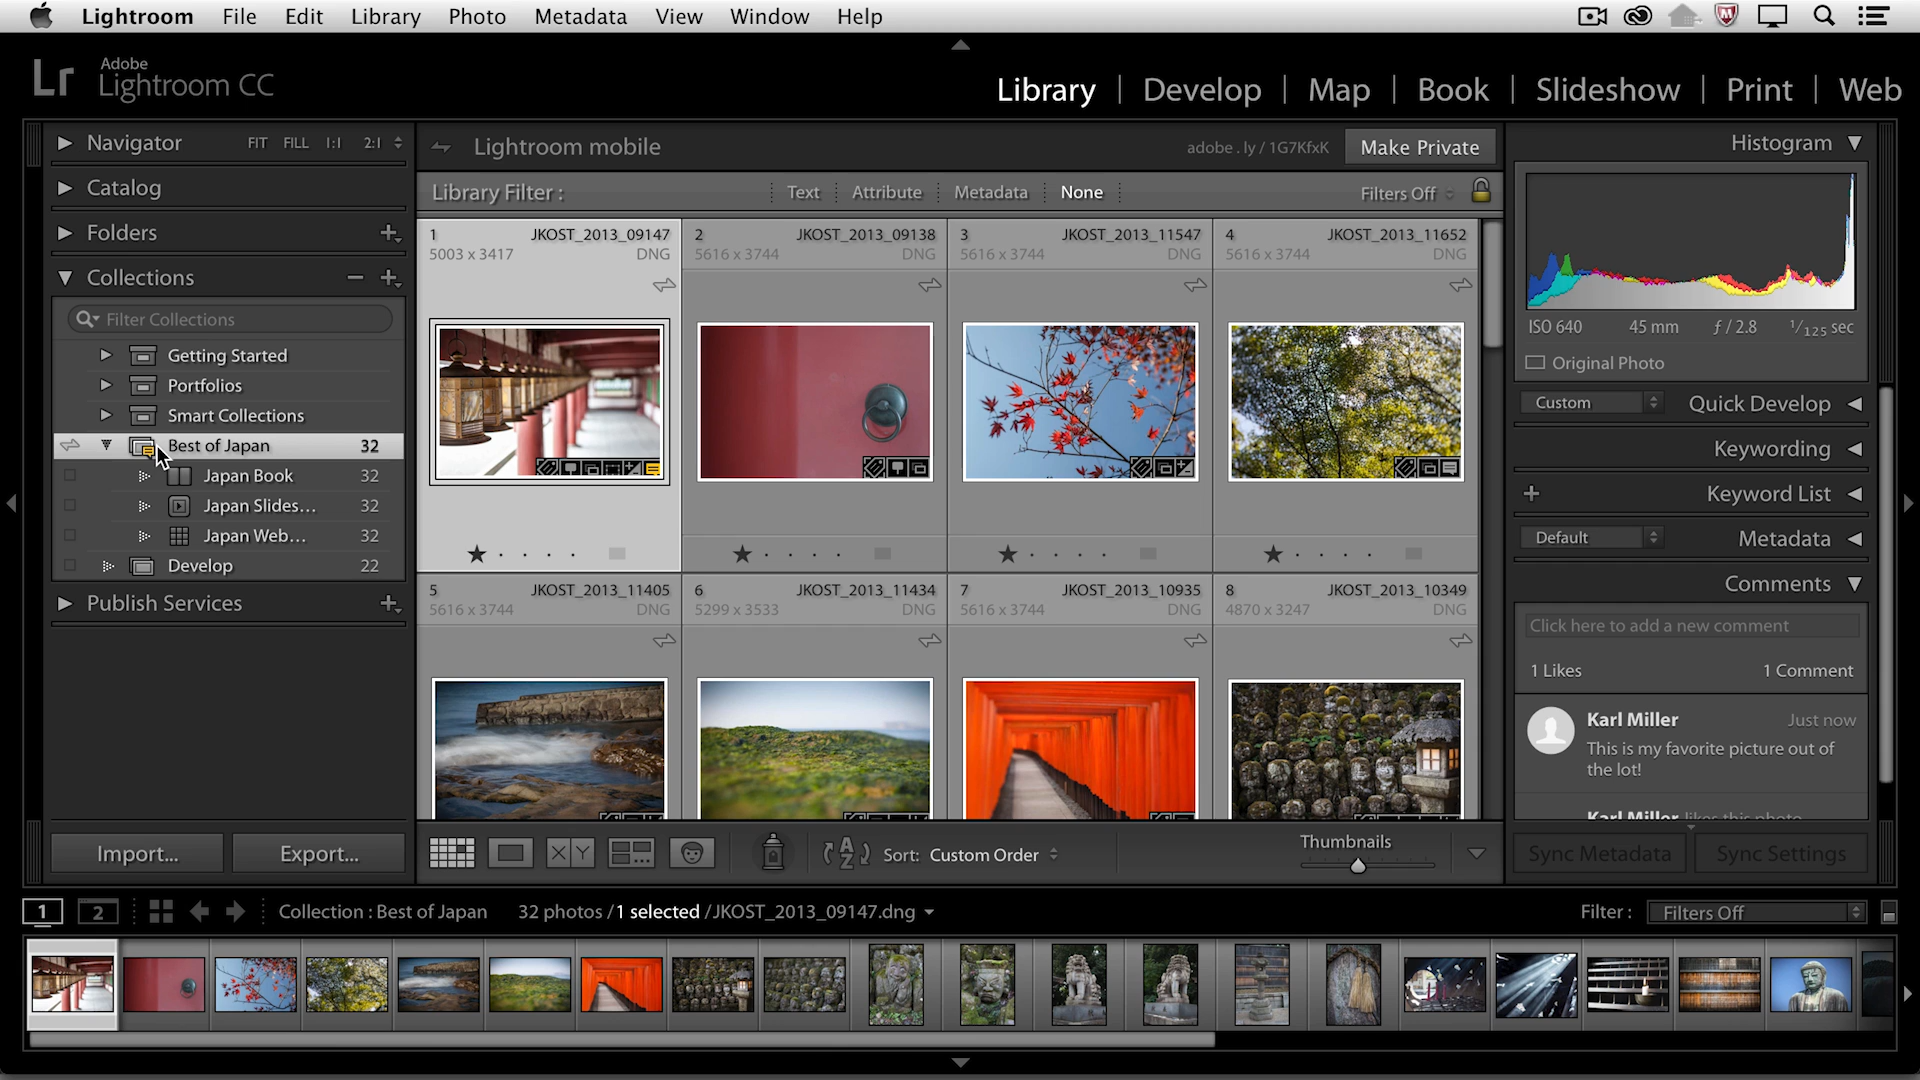 Lightroom File Edit Library Photo Metadata View Window Help
Lr Adobe
Lightroom CC
Library | Develop | Map | Book | Slideshow | Print | Web
Navigator FIT FILL 1:1 2:1
Catalog
Folders
Collections
Filter Collections
Getting Started
Portfolios
Smart Collections
Best of Japan 32
Japan Book 32
Japan Slides... 32
Japan Web... 32
Develop 22
Publish Services
Import... Export...
Lightroom mobile adobe . ly / 1G7KfxK Make Private
Library Filter : Text Attribute Metadata None Filters Off
1 JKOST_2013_09147
5003 x 3417 DNG
2 JKOST_2013_09138
5616 x 3744 DNG
3 JKOST_2013_11547
5616 x 3744 DNG
4 JKOST_2013_11652
5616 x 3744 DNG
5 JKOST_2013_11405
5616 x 3744 DNG
6 JKOST_2013_11434
5299 x 3533 DNG
7 JKOST_2013_10935
5616 x 3744 DNG
8 JKOST_2013_10349
4870 x 3247 DNG
X Y A Z Sort: Custom Order Thumbnails
Histogram
ISO 640 45 mm ƒ / 2.8 1/125 sec
Original Photo
Custom Quick Develop
Keywording
Keyword List
Default Metadata
Comments
Click here to add a new comment
1 Likes 1 Comment
Karl Miller Just now
This is my favorite picture out of
the lot!
Karl Miller likes this photo
Sync Metadata Sync Settings
1 2 Collection : Best of Japan 32 photos / 1 selected / JKOST_2013_09147.dng Filter : Filters Off